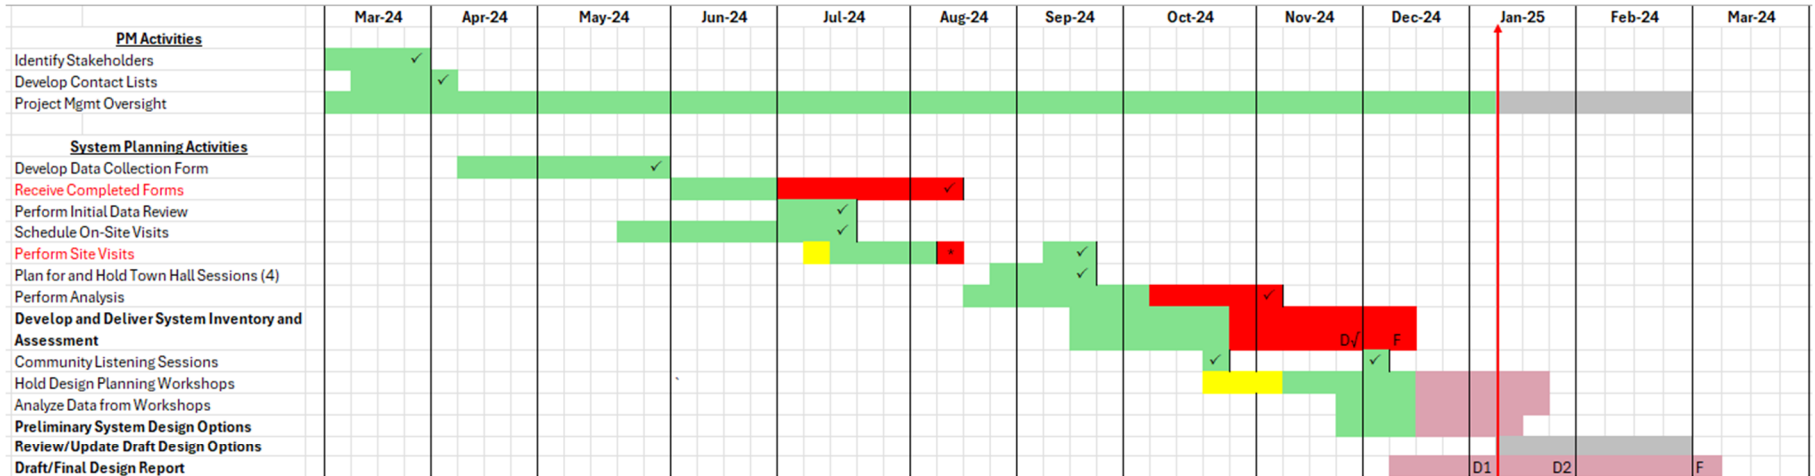 Mar-24 Apr-24 May-24 Jun-24 Jul-24 Aug-24 Sep-24 Oct-24 Nov-24 Dec-24 Jan-25 Feb-24 Mar-24
PM Activities
Identify Stakeholders ✓
Develop Contact Lists ✓
Project Mgmt Oversight
System Planning Activities
Develop Data Collection Form ✓
Receive Completed Forms ✓
Perform Initial Data Review ✓
Schedule On-Site Visits ✓
Perform Site Visits * ✓
Plan for and Hold Town Hall Sessions (4) ✓
Perform Analysis ✓
Develop and Deliver System Inventory and
Assessment D√ F
Community Listening Sessions ✓ ✓
Hold Design Planning Workshops
Analyze Data from Workshops
Preliminary System Design Options
Review/Update Draft Design Options
Draft/Final Design Report D1 D2 F